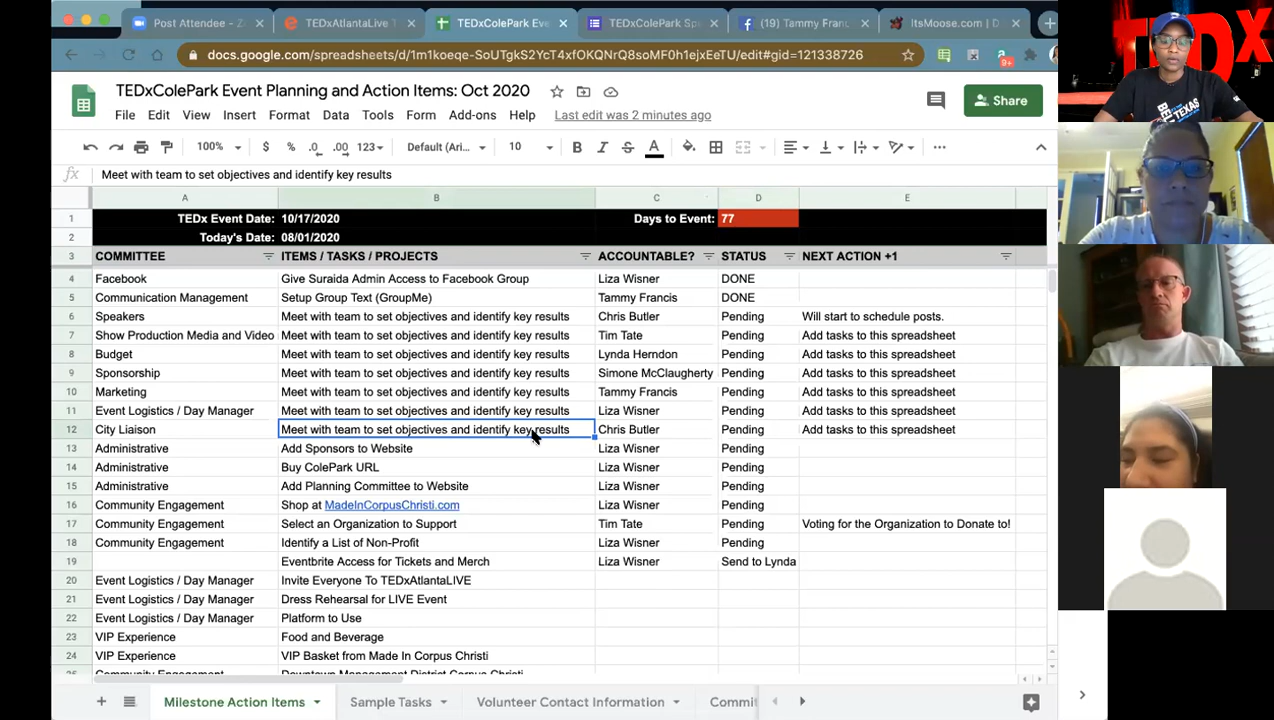 Post Attendee - Z
TEDxAtlantaLive T
TEDxColePark Eve
TEDxColePark Spe
(19) Tammy Franc
ItsMoose.com | D
docs.google.com/spreadsheets/d/1m1koeqe-SoUTgkS2YcT4xfOKQNrQ8soMF0h1ejxEeTU/edit#gid=121338726
9+
TEDxColePark Event Planning and Action Items: Oct 2020
Share
File Edit View Insert Format Data Tools Form Add-ons Help Last edit was 2 minutes ago
100% $ % .0 .00 123 Default (Ari... 10 B I S A
fx Meet with team to set objectives and identify key results
A B C D E
1 TEDx Event Date: 10/17/2020 Days to Event: 77
2 Today's Date: 08/01/2020
3 COMMITTEE ITEMS / TASKS / PROJECTS ACCOUNTABLE? STATUS NEXT ACTION +1
4 Facebook Give Suraida Admin Access to Facebook Group Liza Wisner DONE
5 Communication Management Setup Group Text (GroupMe) Tammy Francis DONE
6 Speakers Meet with team to set objectives and identify key results Chris Butler Pending Will start to schedule posts.
7 Show Production Media and Video Meet with team to set objectives and identify key results Tim Tate Pending Add tasks to this spreadsheet
8 Budget Meet with team to set objectives and identify key results Lynda Herndon Pending Add tasks to this spreadsheet
9 Sponsorship Meet with team to set objectives and identify key results Simone McClaugherty Pending Add tasks to this spreadsheet
10 Marketing Meet with team to set objectives and identify key results Tammy Francis Pending Add tasks to this spreadsheet
11 Event Logistics / Day Manager Meet with team to set objectives and identify key results Liza Wisner Pending Add tasks to this spreadsheet
12 City Liaison Meet with team to set objectives and identify key results Chris Butler Pending Add tasks to this spreadsheet
13 Administrative Add Sponsors to Website Liza Wisner Pending
14 Administrative Buy ColePark URL Liza Wisner Pending
15 Administrative Add Planning Committee to Website Liza Wisner Pending
16 Community Engagement Shop at MadeInCorpusChristi.com Liza Wisner Pending
17 Community Engagement Select an Organization to Support Tim Tate Pending Voting for the Organization to Donate to!
18 Community Engagement Identify a List of Non-Profit Liza Wisner Pending
19 Eventbrite Access for Tickets and Merch Liza Wisner Send to Lynda
20 Event Logistics / Day Manager Invite Everyone To TEDxAtlantaLIVE
21 Event Logistics / Day Manager Dress Rehearsal for LIVE Event
22 Event Logistics / Day Manager Platform to Use
23 VIP Experience Food and Beverage
24 VIP Experience VIP Basket from Made In Corpus Christi
25 Community Engagement Downtown Management District Corpus Christi
Milestone Action Items Sample Tasks Volunteer Contact Information Commit
TEDx
TEXAS